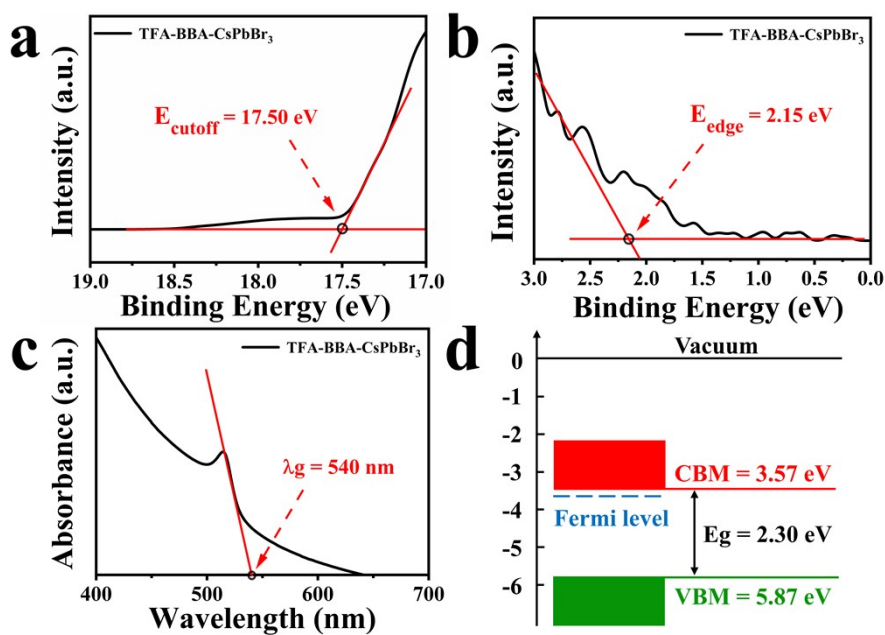 a
TFA-BBA-CsPbBr₃
E_cutoff = 17.50 eV
Intensity (a.u.)
19.0 18.5 18.0 17.5 17.0
Binding Energy (eV)
b
TFA-BBA-CsPbBr₃
E_edge = 2.15 eV
Intensity (a.u.)
3.0 2.5 2.0 1.5 1.0 0.5 0.0
Binding Energy (eV)
c
TFA-BBA-CsPbBr₃
λg = 540 nm
Absorbance (a.u.)
400 500 600 700
Wavelength (nm)
d
Vacuum
0
-1
-2
-3
-4
-5
-6
CBM = 3.57 eV
Fermi level
Eg = 2.30 eV
VBM = 5.87 eV